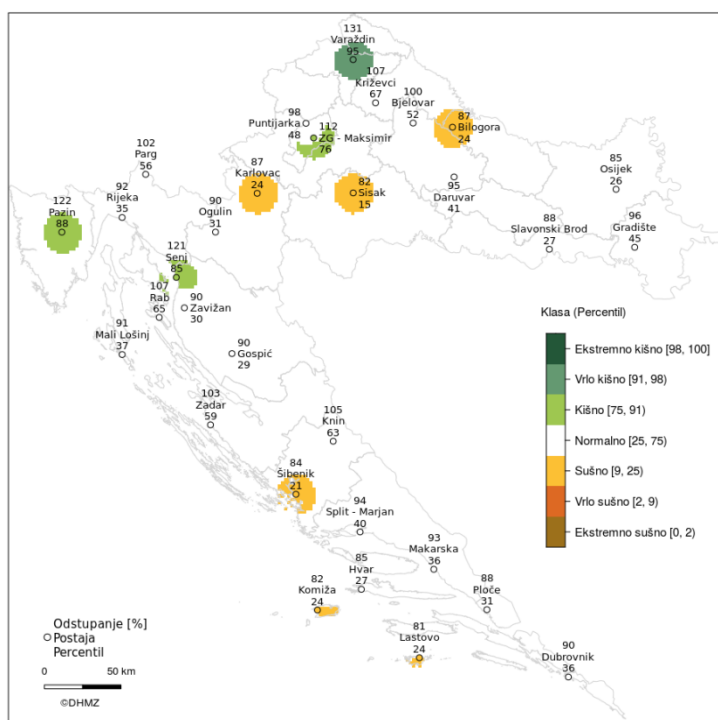 131
Varaždin
95
107
Križevci
67
100
Bjelovar
52
98
Puntijarka
48
112
ZG - Maksimir
76
87
Bilogora
24
102
Parg
56
87
Karlovac
24
82
Sisak
15
95
Daruvar
41
85
Osijek
26
122
Pazin
88
92
Rijeka
35
90
Ogulin
31
88
Slavonski Brod
27
96
Gradište
45
121
Senj
85
107
Rab
65
90
Zavižan
30
91
Mali Lošinj
37
90
Gospić
29
Klasa (Percentil)
Ekstremno kišno [98, 100]
Vrlo kišno [91, 98)
Kišno [75, 91)
Normalno [25, 75)
Sušno [9, 25)
Vrlo sušno [2, 9)
Ekstremno sušno [0, 2)
103
Zadar
59
105
Knin
63
84
Šibenik
21
94
Split - Marjan
40
93
Makarska
36
85
Hvar
27
82
Komiža
24
88
Ploče
31
81
Lastovo
24
90
Dubrovnik
36
Odstupanje [%]
Postaja
Percentil
0
50 km
©DHMZ